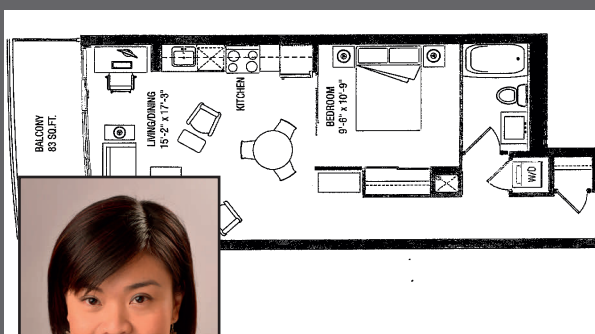 BALCONY
83 SQ.FT.
LIVING/DINING
15'-2" x 17'-3"
KITCHEN
BEDROOM
9'-6" x 10'-9"
W/D